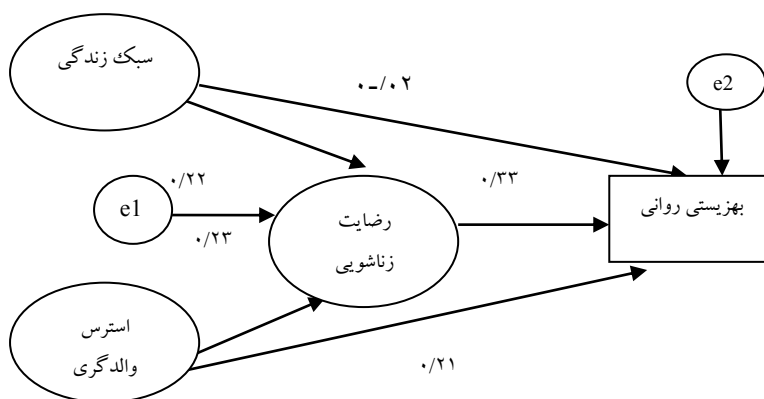 سبک زندگی
۰-/۰۲
e2
۰/۲۲
۰/۳۳
بهزیستی روانی
e1
رضایت
زناشویی
۰/۲۳
استرس
والدگری
۰/۲۱